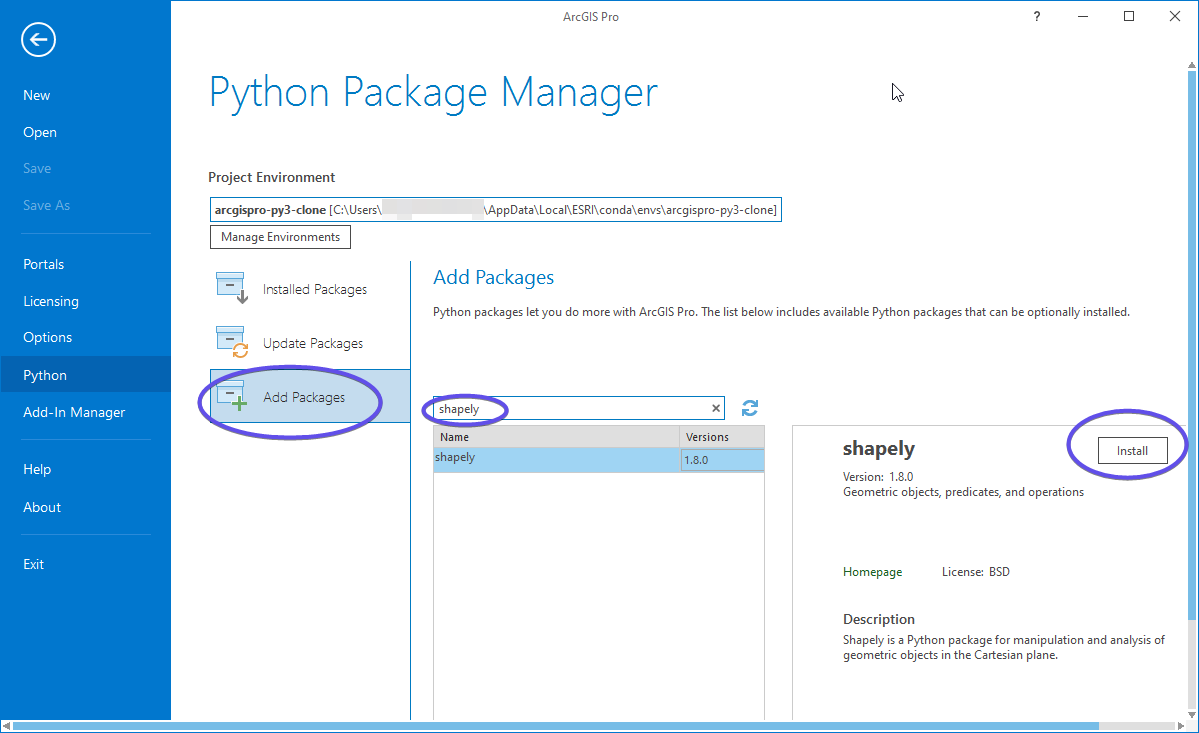 ArcGIS Pro
?
New
Open
Save
Save As
Portals
Licensing
Options
Python
Add-In Manager
Help
About
Exit
Python Package Manager
Project Environment
arcgispro-py3-clone [C:\Users\ \AppData\Local\ESRI\conda\envs\arcgispro-py3-clone]
Manage Environments
Installed Packages
Update Packages
Add Packages
Add Packages
Python packages let you do more with ArcGIS Pro. The list below includes available Python packages that can be optionally installed.
shapely
Name Versions
shapely 1.8.0
shapely
Install
Version: 1.8.0
Geometric objects, predicates, and operations
Homepage License: BSD
Description
Shapely is a Python package for manipulation and analysis of
geometric objects in the Cartesian plane.